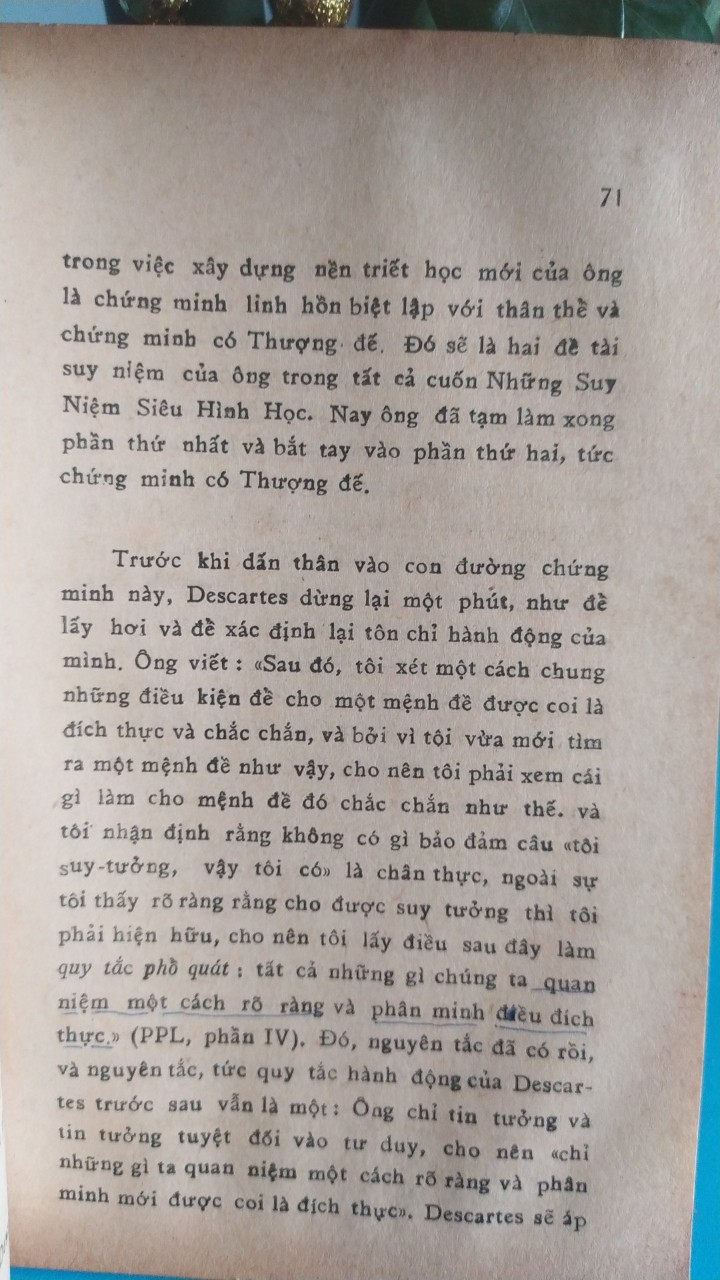 71
trong việc xây dựng nền triết học mới của ông
là chứng minh linh hồn biệt lập với thân thể và
chứng minh có Thượng đế. Đó sẽ là hai đề tài
suy niệm của ông trong tất cả cuốn Những Suy
Niệm Siêu Hình Học. Nay ông đã tạm làm xong
phần thứ nhất và bắt tay vào phần thứ hai, tức
chứng minh có Thượng đế.
Trước khi dấn thân vào con đường chứng
minh này, Descartes dừng lại một phút, như để
lấy hơi và để xác định lại tôn chỉ hành động của
mình. Ông viết : «Sau đó, tôi xét một cách chung
những điều kiện để cho một mệnh đề được coi là
đích thực và chắc chắn, và bởi vì tôi vừa mới tìm
ra một mệnh đề như vậy, cho nên tôi phải xem cái
gì làm cho mệnh đề đó chắc chắn như thế. và
tôi nhận định rằng không có gì bảo đảm câu «tôi
suy-tưởng, vậy tôi có» là chân thực, ngoài sự
tôi thấy rõ ràng rằng cho được suy tưởng thì tôi
phải hiện hữu, cho nên tôi lấy điều sau đây làm
quy tắc phổ quát : tất cả những gì chúng ta quan
niệm một cách rõ ràng và phân minh đều đích
thực.» (PPL, phần IV). Đó, nguyên tắc đã có rồi,
và nguyên tắc, tức quy tắc hành động của Descar-
tes trước sau vẫn là một : Ông chỉ tin tưởng và
tin tưởng tuyệt đối vào tư duy, cho nên «chỉ
những gì ta quan niệm một cách rõ ràng và phân
minh mới được coi là đích thực». Descartes sẽ áp